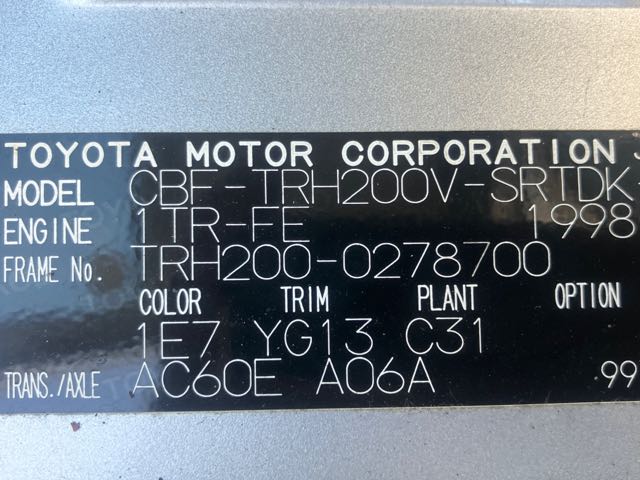 TOYOTA MOTOR CORPORATION
MODEL CBF-TRH200V-SRTDK
ENGINE 1TR-FE 1998
FRAME No. TRH200-0278700
COLOR TRIM PLANT OPTION
1E7 YG13 C31
TRANS./AXLE AC60E A06A 99